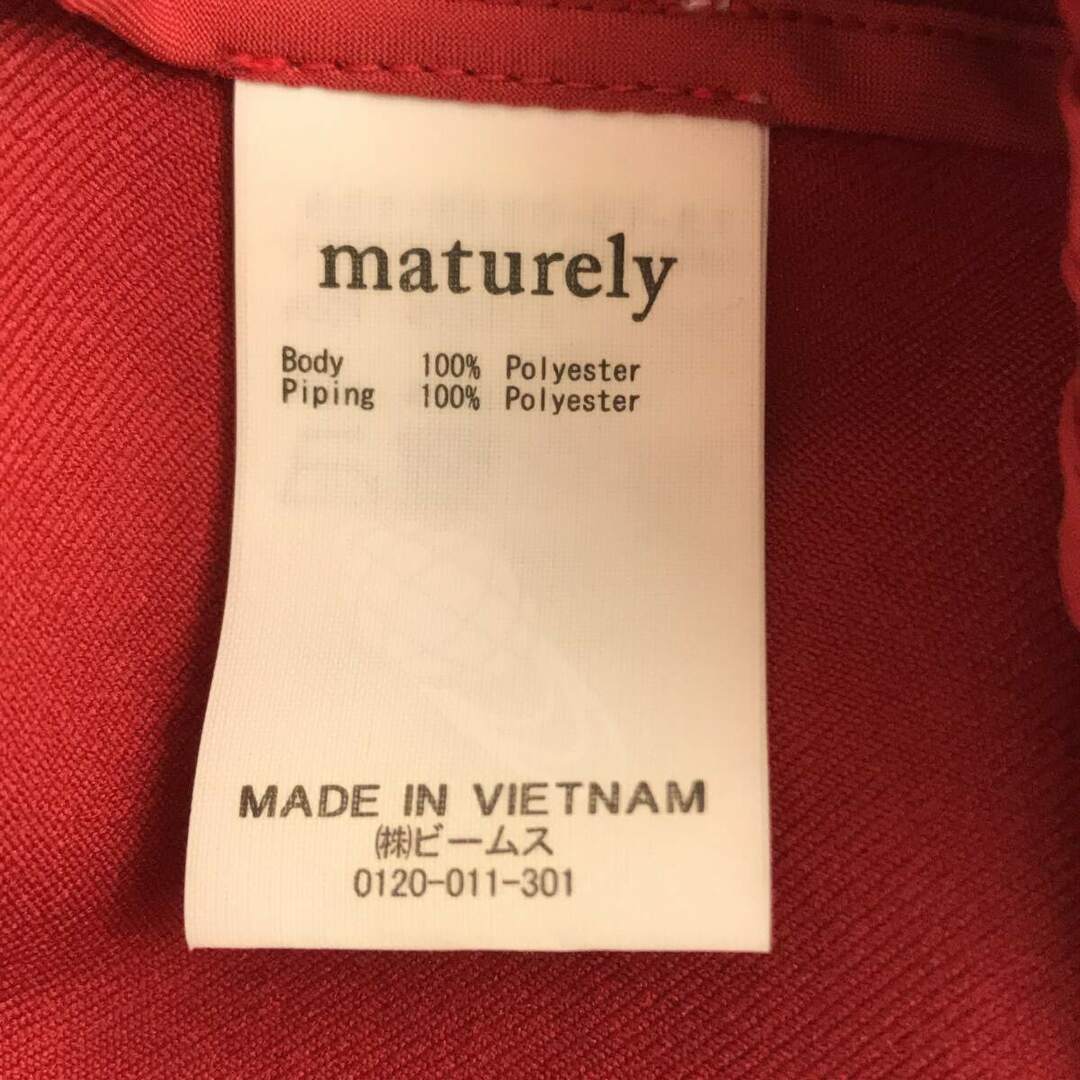 maturely
Body 100% Polyester
Piping 100% Polyester
MADE IN VIETNAM
㈱ビームス
0120-011-301